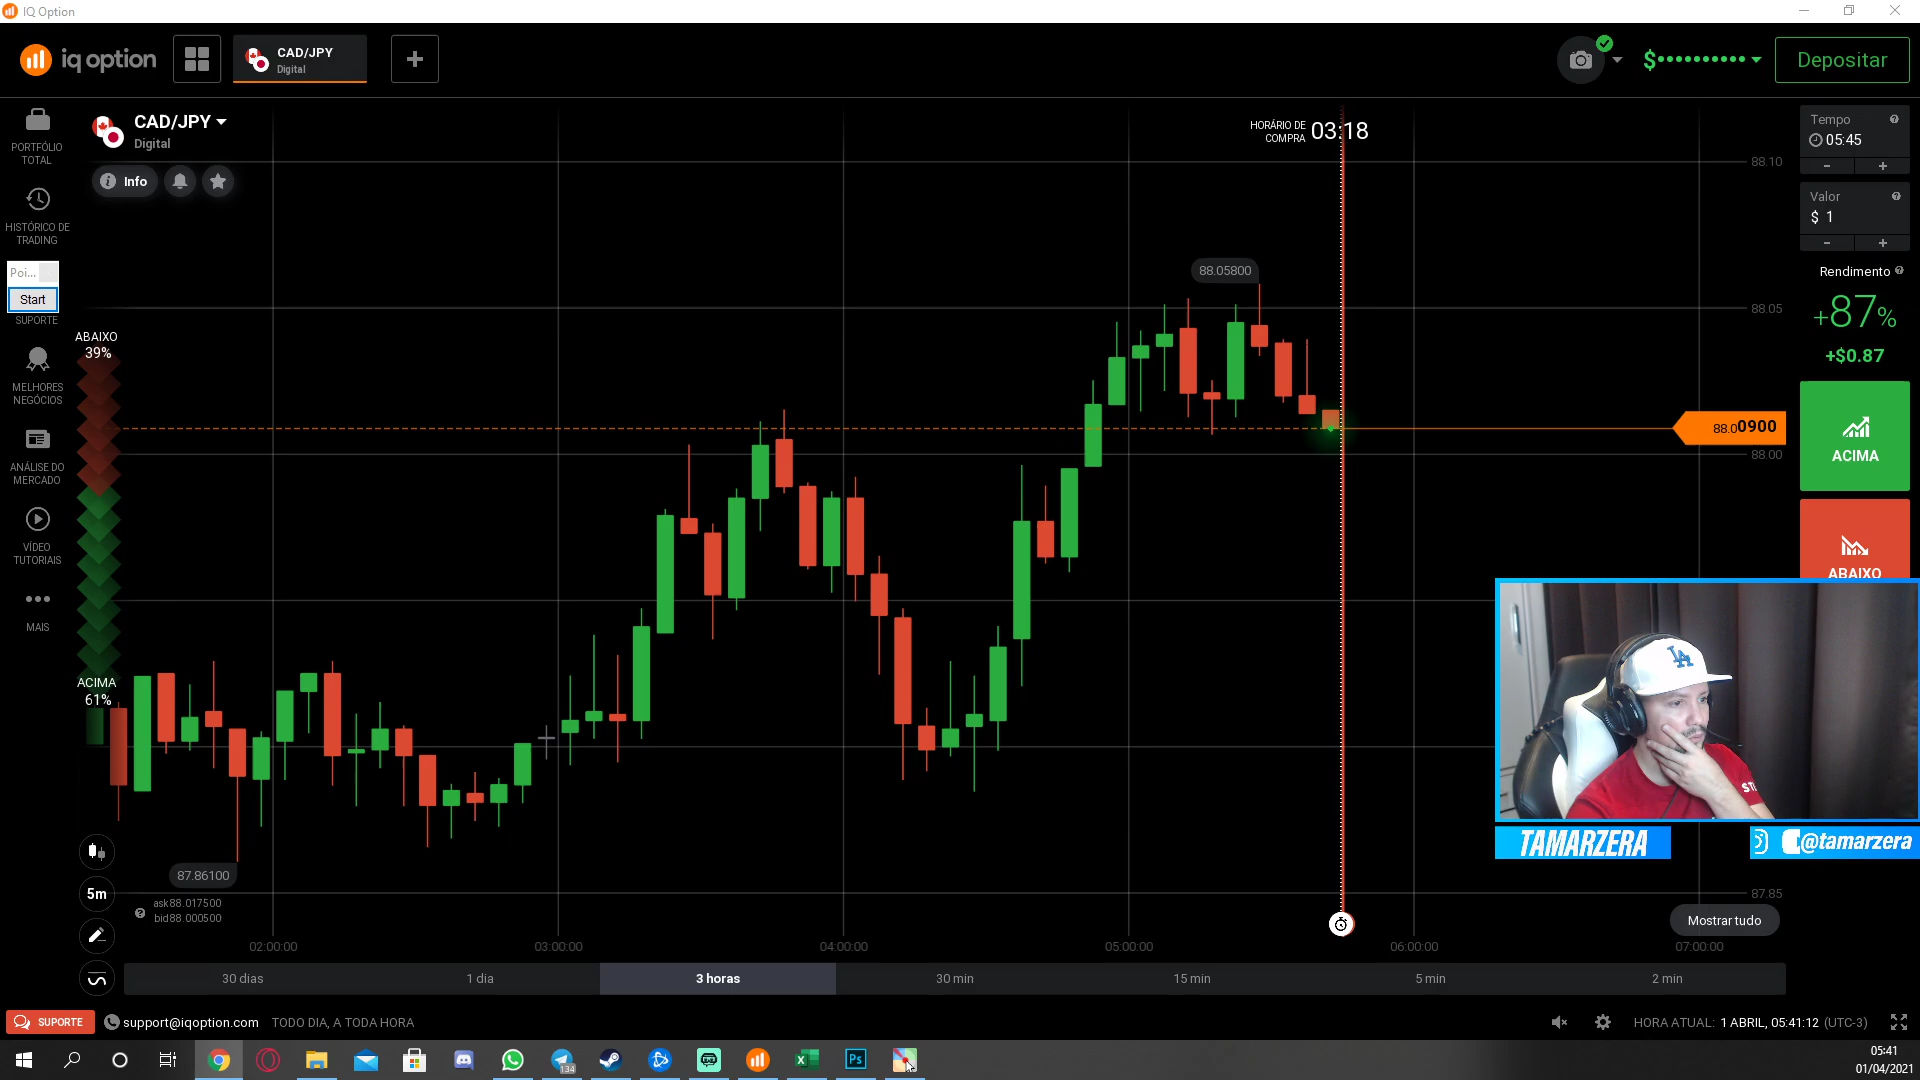 IQ Option
iq option
CAD/JPY
Digital
$
Depositar
CAD/JPY
Digital
Info
HORÁRIO DE
COMPRA
03:18
PORTFÓLIO
TOTAL
HISTÓRICO DE
TRADING
Poi...
Start
SUPORTE
MELHORES
NEGÓCIOS
ANÁLISE DO
MERCADO
VÍDEO
TUTORIAIS
MAIS
ABAIXO
39%
ACIMA
61%
88.05800
87.86100
88.10
88.05
88.00900
88.00
87.85
Tempo
05:45
- +
Valor
$ 1
- +
Rendimento
+87%
+$0.87
ACIMA
ABAIXO
LA
TAMARZERA
@tamarzera
5m
ask88.017500
bid88.000500
Mostrar tudo
02:00:00
03:00:00
04:00:00
05:00:00
06:00:00
07:00:00
30 dias
1 dia
3 horas
30 min
15 min
5 min
2 min
SUPORTE
support@iqoption.com
TODO DIA, A TODA HORA
HORA ATUAL: 1 ABRIL, 05:41:12 (UTC-3)
134
Ps
05:41
01/04/2021